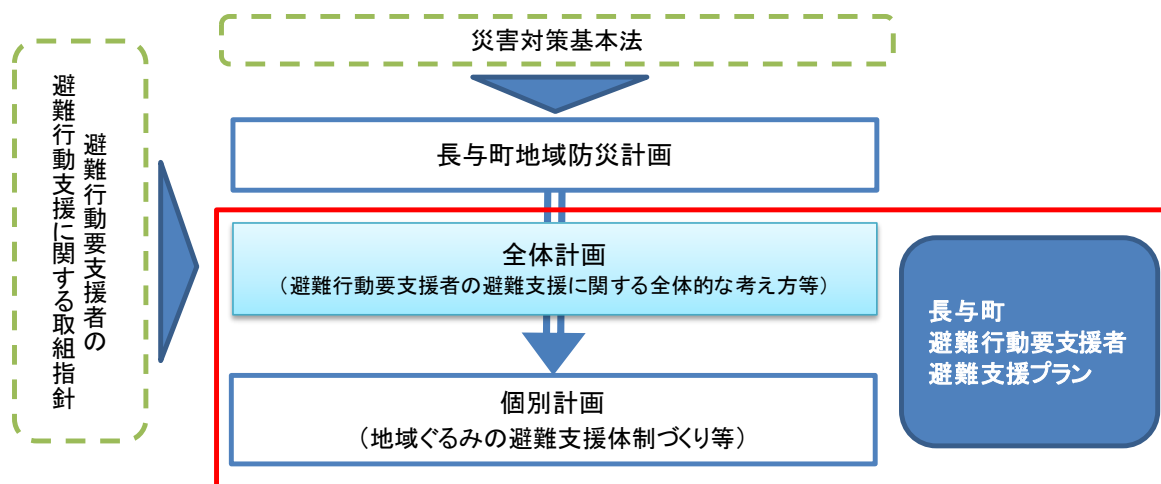 災害対策基本法
避難行動要支援者の
避難行動支援に関する取組指針
長与町地域防災計画
全体計画
（避難行動要支援者の避難支援に関する全体的な考え方等）
長与町
避難行動要支援者
避難支援プラン
個別計画
（地域ぐるみの避難支援体制づくり等）